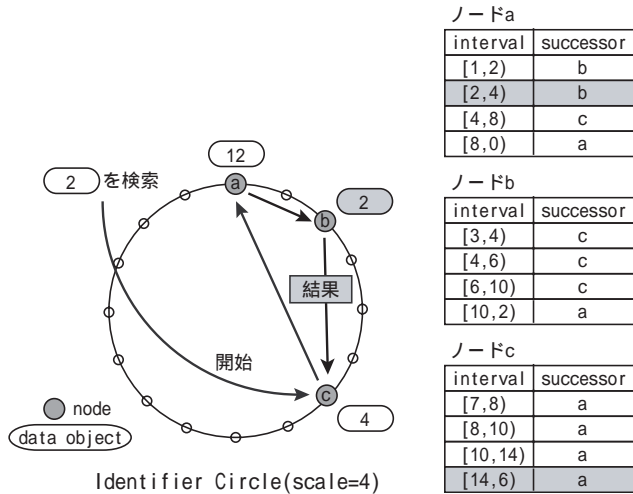 12
a
2 を検索
b
2
結果
開始
c
4
node
data object
Identifier Circle(scale=4)
ノードa
interval successor
[1,2) b
[2,4) b
[4,8) c
[8,0) a
ノードb
interval successor
[3,4) c
[4,6) c
[6,10) c
[10,2) a
ノードc
interval successor
[7,8) a
[8,10) a
[10,14) a
[14,6) a